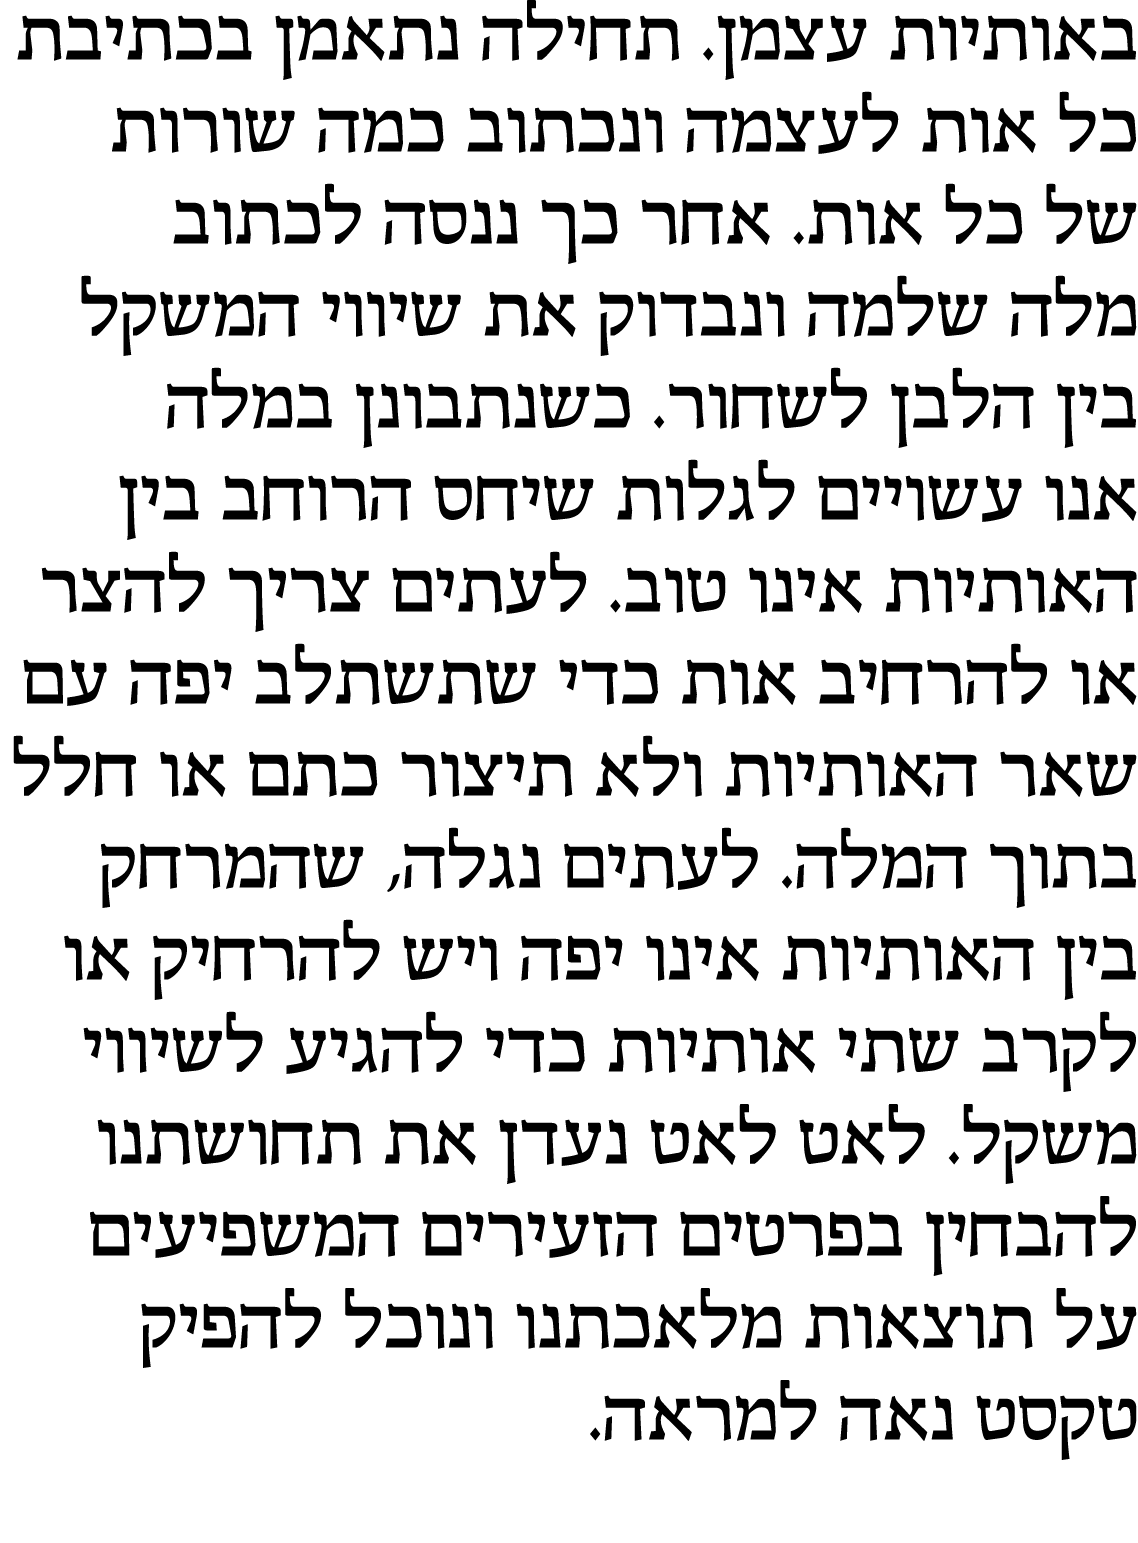 באותיות עצמן. תחילה נתאמן בכתיבת
כל אות לעצמה ונכתוב כמה שורות
של כל אות. אחר כך ננסה לכתוב
מלה שלמה ונבדוק את שיווי המשקל
בין הלבן לשחור. כשנתבונן במלה
אנו עשויים לגלות שיחס הרוחב בין
האותיות אינו טוב. לעתים צריך להצר
או להרחיב אות כדי שתשתלב יפה עם
שאר האותיות ולא תיצור כתם או חלל
בתוך המלה. לעתים נגלה, שהמרחק
בין האותיות אינו יפה ויש להרחיק או
לקרב שתי אותיות כדי להגיע לשיווי
משקל. לאט לאט נעדן את תחושתנו
להבחין בפרטים הזעירים המשפיעים
על תוצאות מלאכתנו ונוכל להפיק
טקסט נאה למראה.